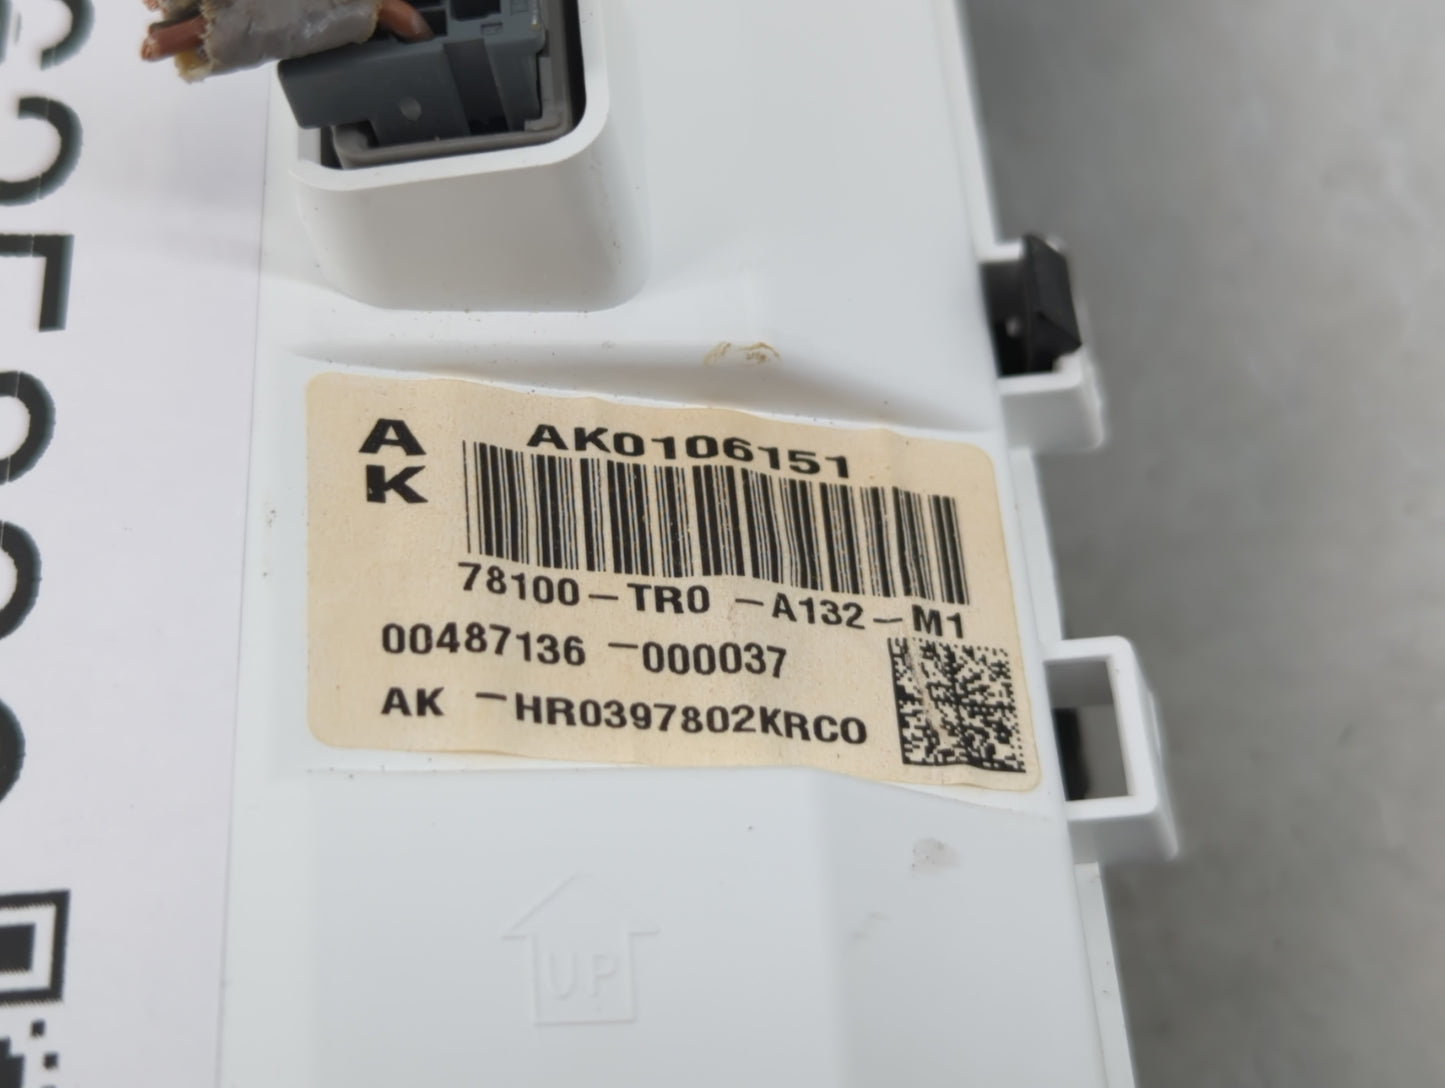 A
K
AK0106151
78100-TR0 -A132-M1
00487136 -000037
AK -HR0397802KRC0
UP